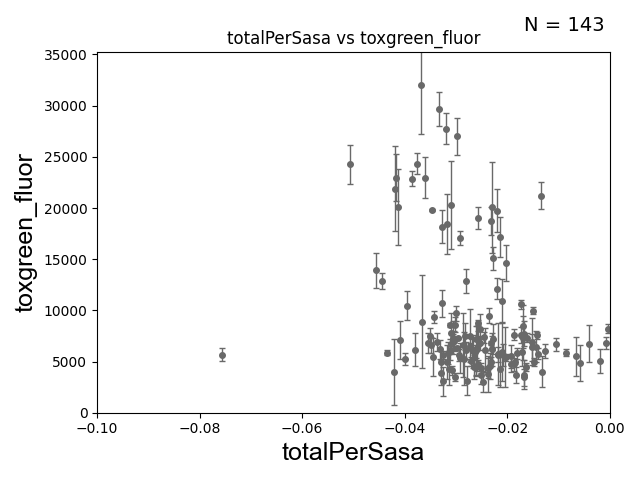 N = 143
totalPerSasa vs toxgreen_fluor
35000
30000
25000
20000
15000
10000
5000
0
toxgreen_fluor
−0.10 −0.08 −0.06 −0.04 −0.02 0.00
totalPerSasa